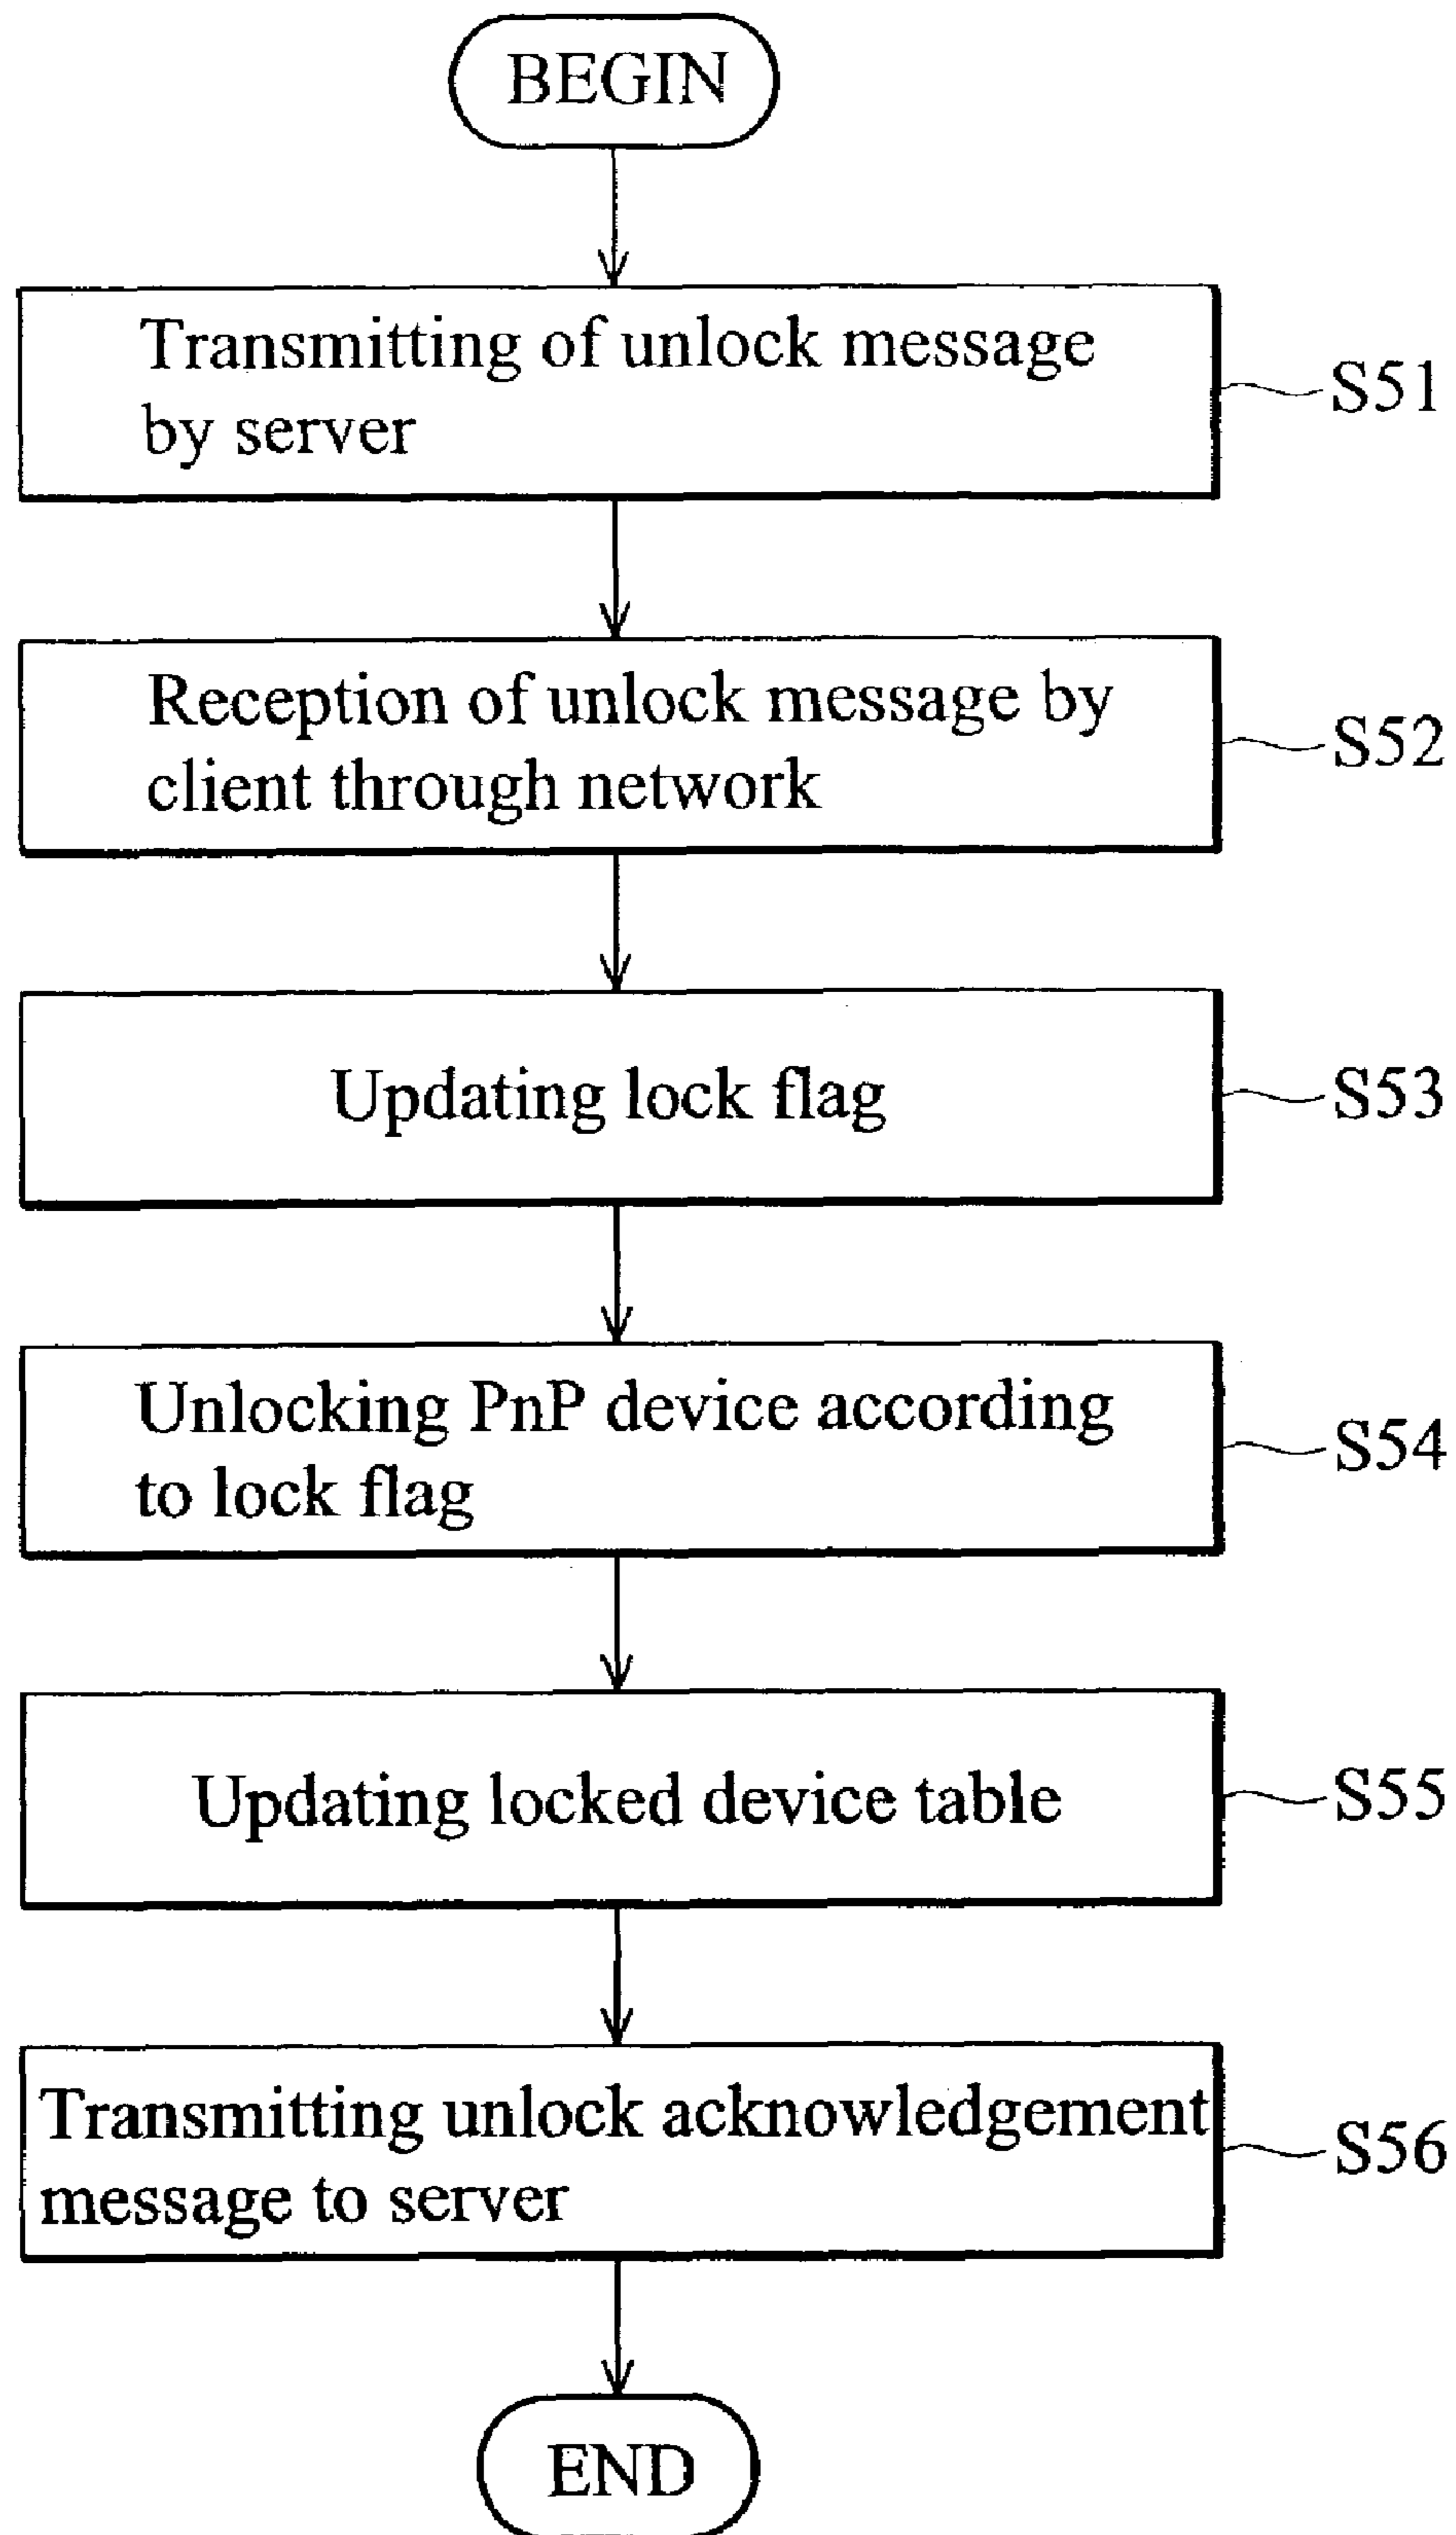 BEGIN
Transmitting of unlock message
by server
S51
Reception of unlock message by
client through network
S52
Updating lock flag
S53
Unlocking PnP device according
to lock flag
S54
Updating locked device table
S55
Transmitting unlock acknowledgement
message to server
S56
END